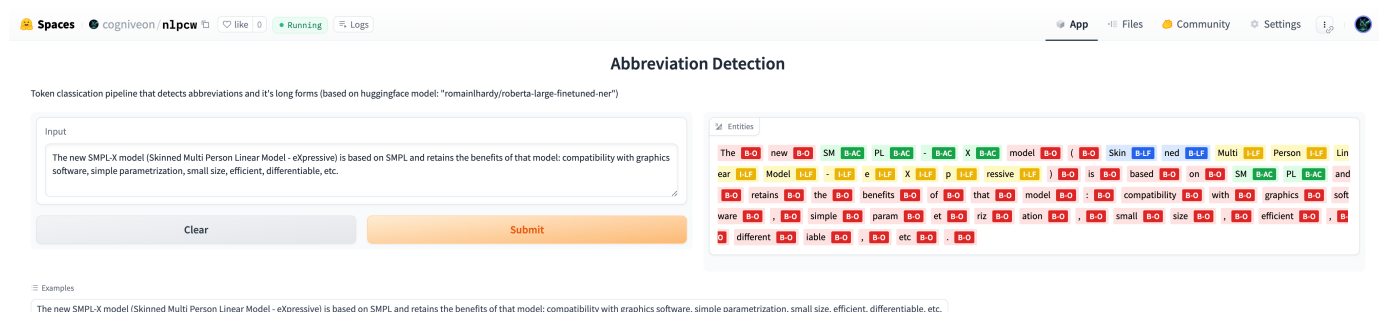 Spaces cogniveon/nlpcw like 0 Running Logs App Files Community Settings
Abbreviation Detection
Token classication pipeline that detects abbreviations and it's long forms (based on huggingface model: "romainlhardy/roberta-large-finetuned-ner")
Input
The new SMPL-X model (Skinned Multi Person Linear Model - eXpressive) is based on SMPL and retains the benefits of that model: compatibility with graphics
software, simple parametrization, small size, efficient, differentiable, etc.
Clear Submit
Entities
The B-O new B-O SM B-AC PL B-AC - B-AC X B-AC model B-O ( B-O Skin B-LF ned B-LF Multi I-LF Person I-LF Lin
ear I-LF Model I-LF - I-LF e I-LF X I-LF p I-LF ressive I-LF ) B-O is B-O based B-O on B-O SM B-AC PL B-AC and
B-O retains B-O the B-O benefits B-O of B-O that B-O model B-O : B-O compatibility B-O with B-O graphics B-O soft
ware B-O , B-O simple B-O param B-O et B-O riz B-O ation B-O , B-O small B-O size B-O , B-O efficient B-O , B-
O different B-O iable B-O , B-O etc B-O . B-O
Examples
The new SMPL-X model (Skinned Multi Person Linear Model - eXpressive) is based on SMPL and retains the benefits of that model: compatibility with graphics software, simple parametrization, small size, efficient, differentiable, etc.